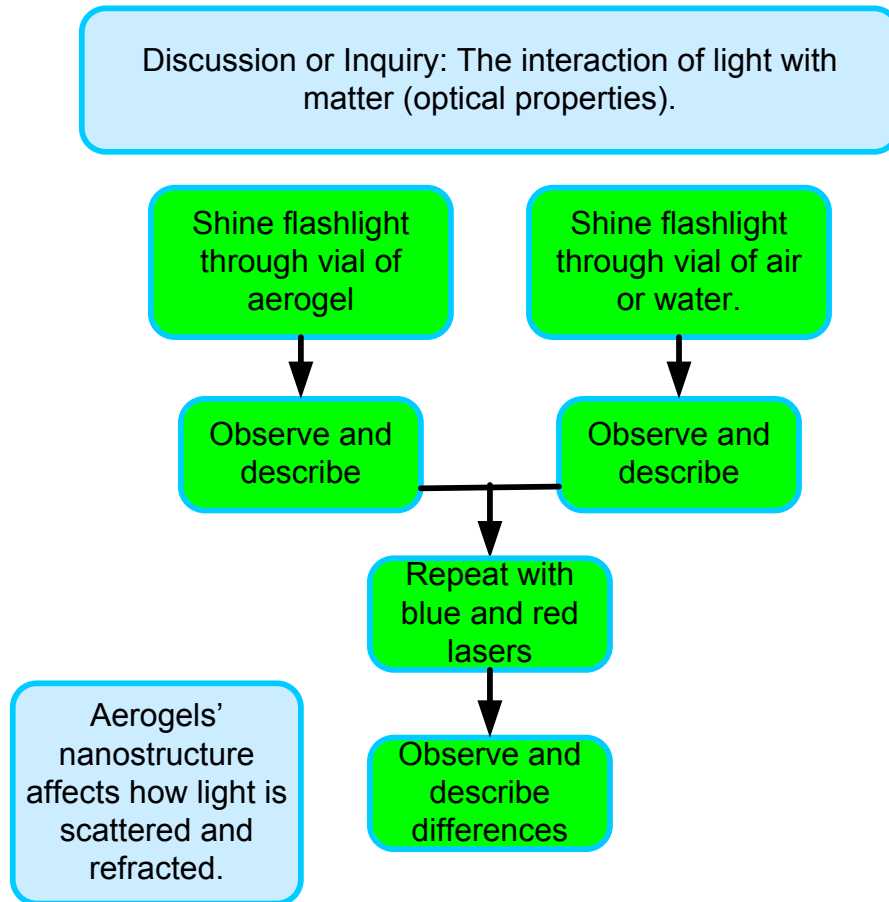 Discussion or Inquiry: The interaction of light with
matter (optical properties).
Shine flashlight
through vial of
aerogel
Shine flashlight
through vial of air
or water.
Observe and
describe
Observe and
describe
Repeat with
blue and red
lasers
Aerogels’
nanostructure
affects how light is
scattered and
refracted.
Observe and
describe
differences